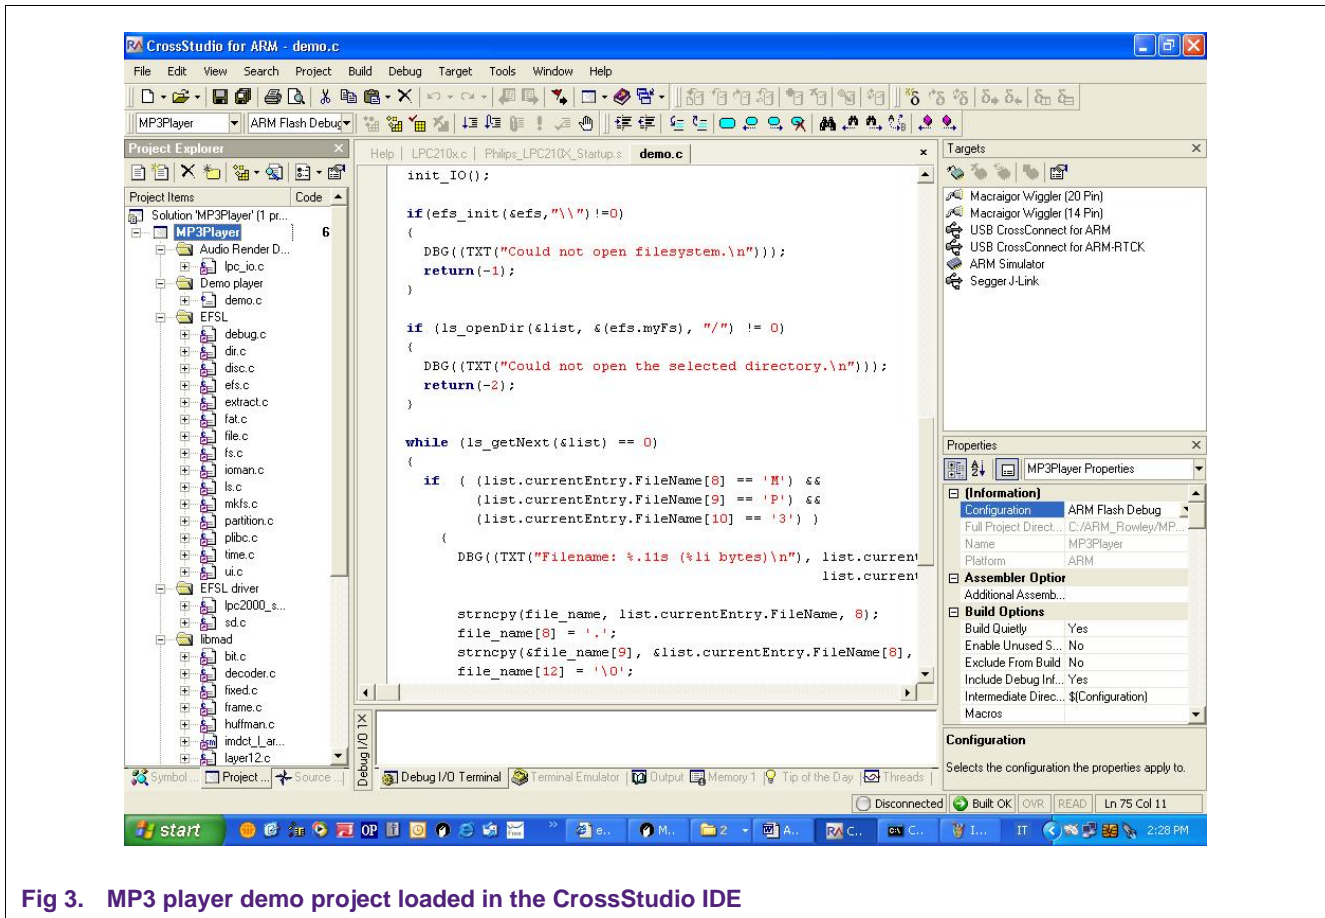 CrossStudio for ARM - demo.c
File Edit View Search Project Build Debug Target Tools Window Help
MP3Player ARM Flash Debug
Project Explorer
Project Items Code
Solution 'MP3Player' (1 pr...
MP3Player 6
Audio Render D...
lpc_io.c
Demo player
demo.c
EFSL
debug.c
dir.c
disc.c
efs.c
extract.c
fat.c
file.c
fs.c
ioman.c
ls.c
mkfs.c
partition.c
plibc.c
time.c
ui.c
EFSL driver
lpc2000_s...
sd.c
libmad
bit.c
decoder.c
fixed.c
frame.c
huffman.c
imdct_l_ar...
layer12.c
Symbol ... Project ... Source ...
Help LPC210x.c Philips_LPC210X_Startup.s demo.c
init_IO();
if(efs_init(&efs,"\\")!=0)
{
DBG((TXT("Could not open filesystem.\n")));
return(-1);
}
if (ls_openDir(&list, &(efs.myFs), "/") != 0)
{
DBG((TXT("Could not open the selected directory.\n")));
return(-2);
}
while (ls_getNext(&list) == 0)
{
if ( (list.currentEntry.FileName[8] == 'M') &&
(list.currentEntry.FileName[9] == 'P') &&
(list.currentEntry.FileName[10] == '3') )
{
DBG((TXT("Filename: %.11s (%li bytes)\n"), list.current
list.current
strncpy(file_name, list.currentEntry.FileName, 8);
file_name[8] = '.';
strncpy(&file_name[9], &list.currentEntry.FileName[8],
file_name[12] = '\0';
Debug I/O 1
Debug I/O Terminal Terminal Emulator Output Memory 1 Tip of the Day Threads
Targets
Macraigor Wiggler (20 Pin)
Macraigor Wiggler (14 Pin)
USB CrossConnect for ARM
USB CrossConnect for ARM-RTCK
ARM Simulator
Segger J-Link
Properties
MP3Player Properties
(Information)
Configuration ARM Flash Debug
Full Project Direct... C:/ARM_Rowley/MP...
Name MP3Player
Platform ARM
Assembler Option
Additional Assemb...
Build Options
Build Quietly Yes
Enable Unused S... No
Exclude From Build No
Include Debug Inf... Yes
Intermediate Direc... $(Configuration)
Macros
Configuration
Selects the configuration the properties apply to.
Disconnected Built OK OVR READ Ln 75 Col 11
start OP e.. M.. 2 A.. C.. C.. I... IT 2:28 PM
Fig 3. MP3 player demo project loaded in the CrossStudio IDE